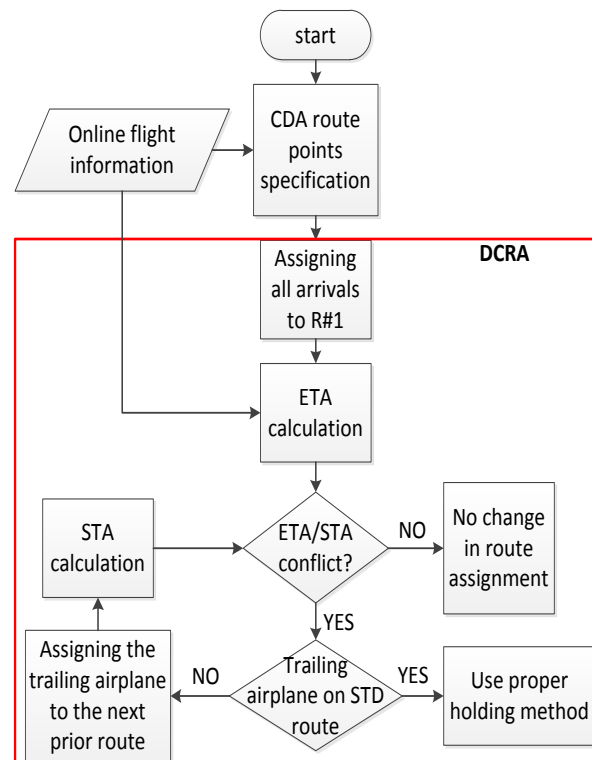 start
Online flight
information
CDA route
points
specification
DCRA
Assigning
all arrivals
to R#1
ETA
calculation
STA
calculation
ETA/STA
conflict?
NO
No change
in route
assignment
YES
Assigning the
trailing airplane
to the next
prior route
NO
Trailing
airplane on STD
route
YES
Use proper
holding method